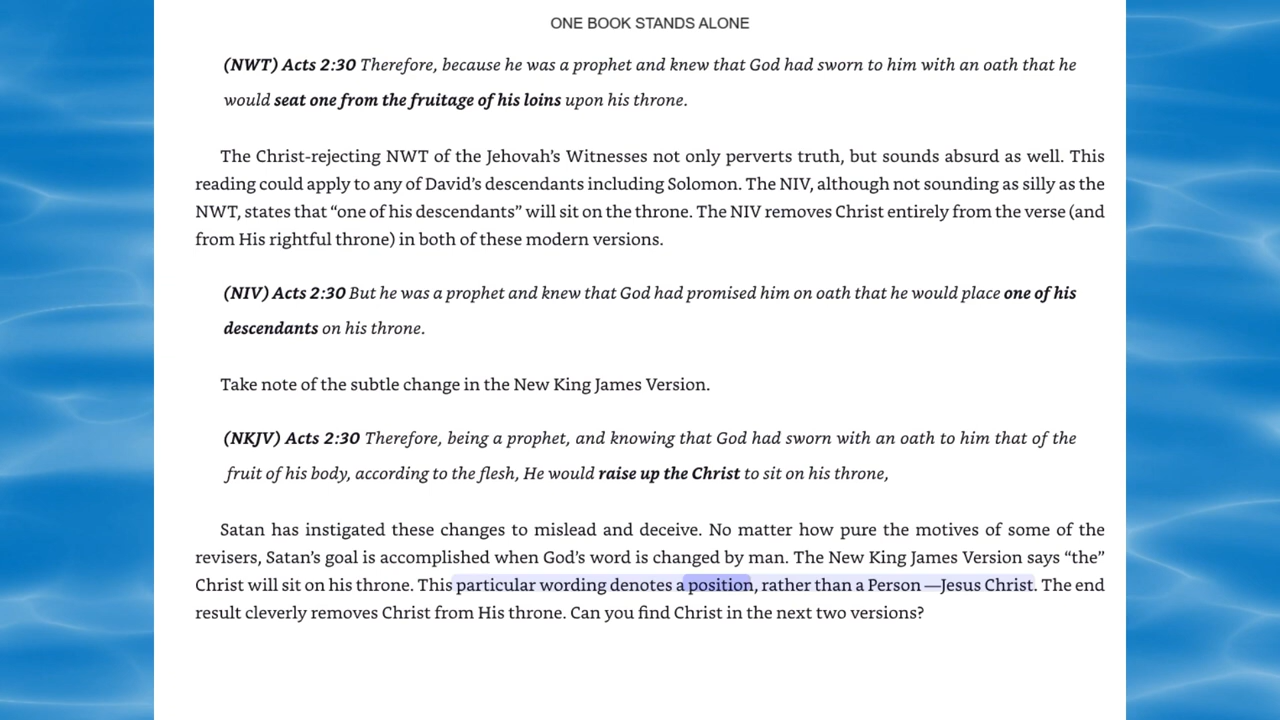 ONE BOOK STANDS ALONE
(NWT) Acts 2:30 Therefore, because he was a prophet and knew that God had sworn to him with an oath that he
would seat one from the fruitage of his loins upon his throne.
The Christ-rejecting NWT of the Jehovah’s Witnesses not only perverts truth, but sounds absurd as well. This
reading could apply to any of David’s descendants including Solomon. The NIV, although not sounding as silly as the
NWT, states that “one of his descendants” will sit on the throne. The NIV removes Christ entirely from the verse (and
from His rightful throne) in both of these modern versions.
(NIV) Acts 2:30 But he was a prophet and knew that God had promised him on oath that he would place one of his
descendants on his throne.
Take note of the subtle change in the New King James Version.
(NKJV) Acts 2:30 Therefore, being a prophet, and knowing that God had sworn with an oath to him that of the
fruit of his body, according to the flesh, He would raise up the Christ to sit on his throne,
Satan has instigated these changes to mislead and deceive. No matter how pure the motives of some of the
revisers, Satan’s goal is accomplished when God’s word is changed by man. The New King James Version says “the”
Christ will sit on his throne. This particular wording denotes a position, rather than a Person —Jesus Christ. The end
result cleverly removes Christ from His throne. Can you find Christ in the next two versions?